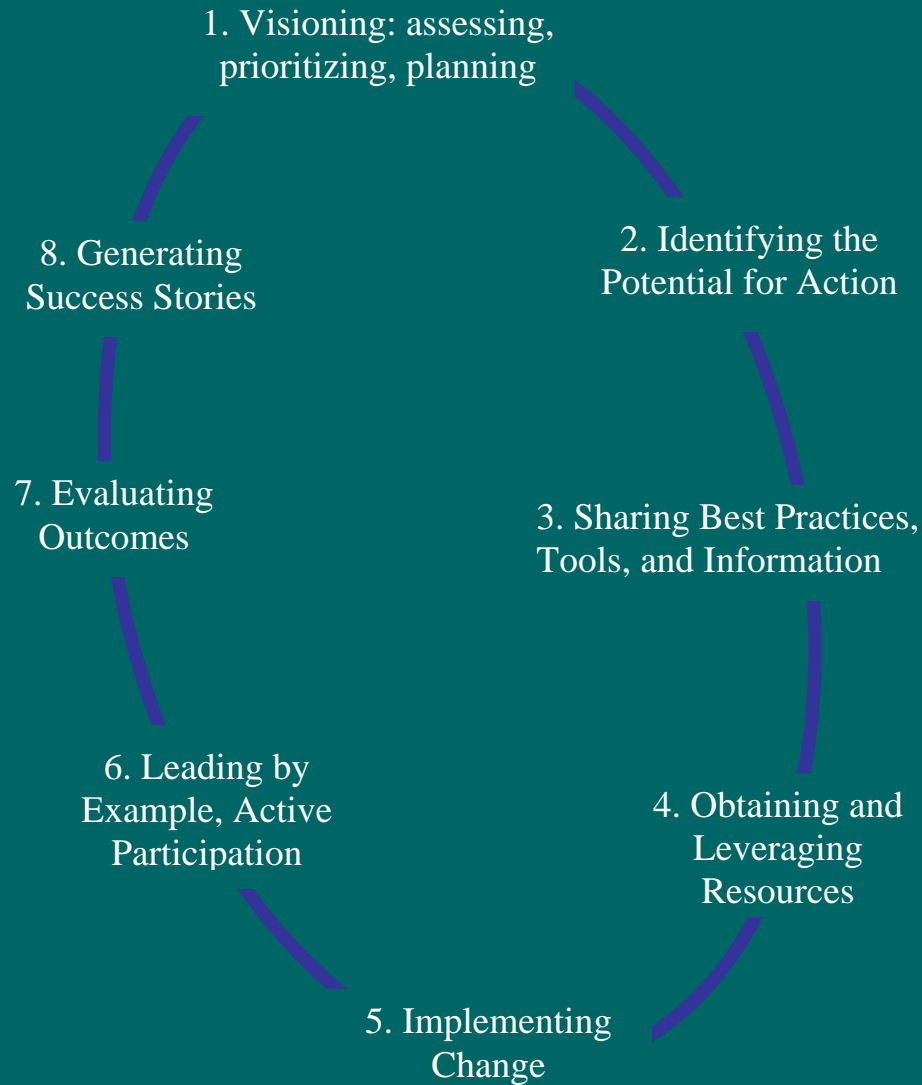 1. Visioning: assessing,
prioritizing, planning
2. Identifying the
Potential for Action
3. Sharing Best Practices,
Tools, and Information
4. Obtaining and
Leveraging
Resources
5. Implementing
Change
6. Leading by
Example, Active
Participation
7. Evaluating
Outcomes
8. Generating
Success Stories